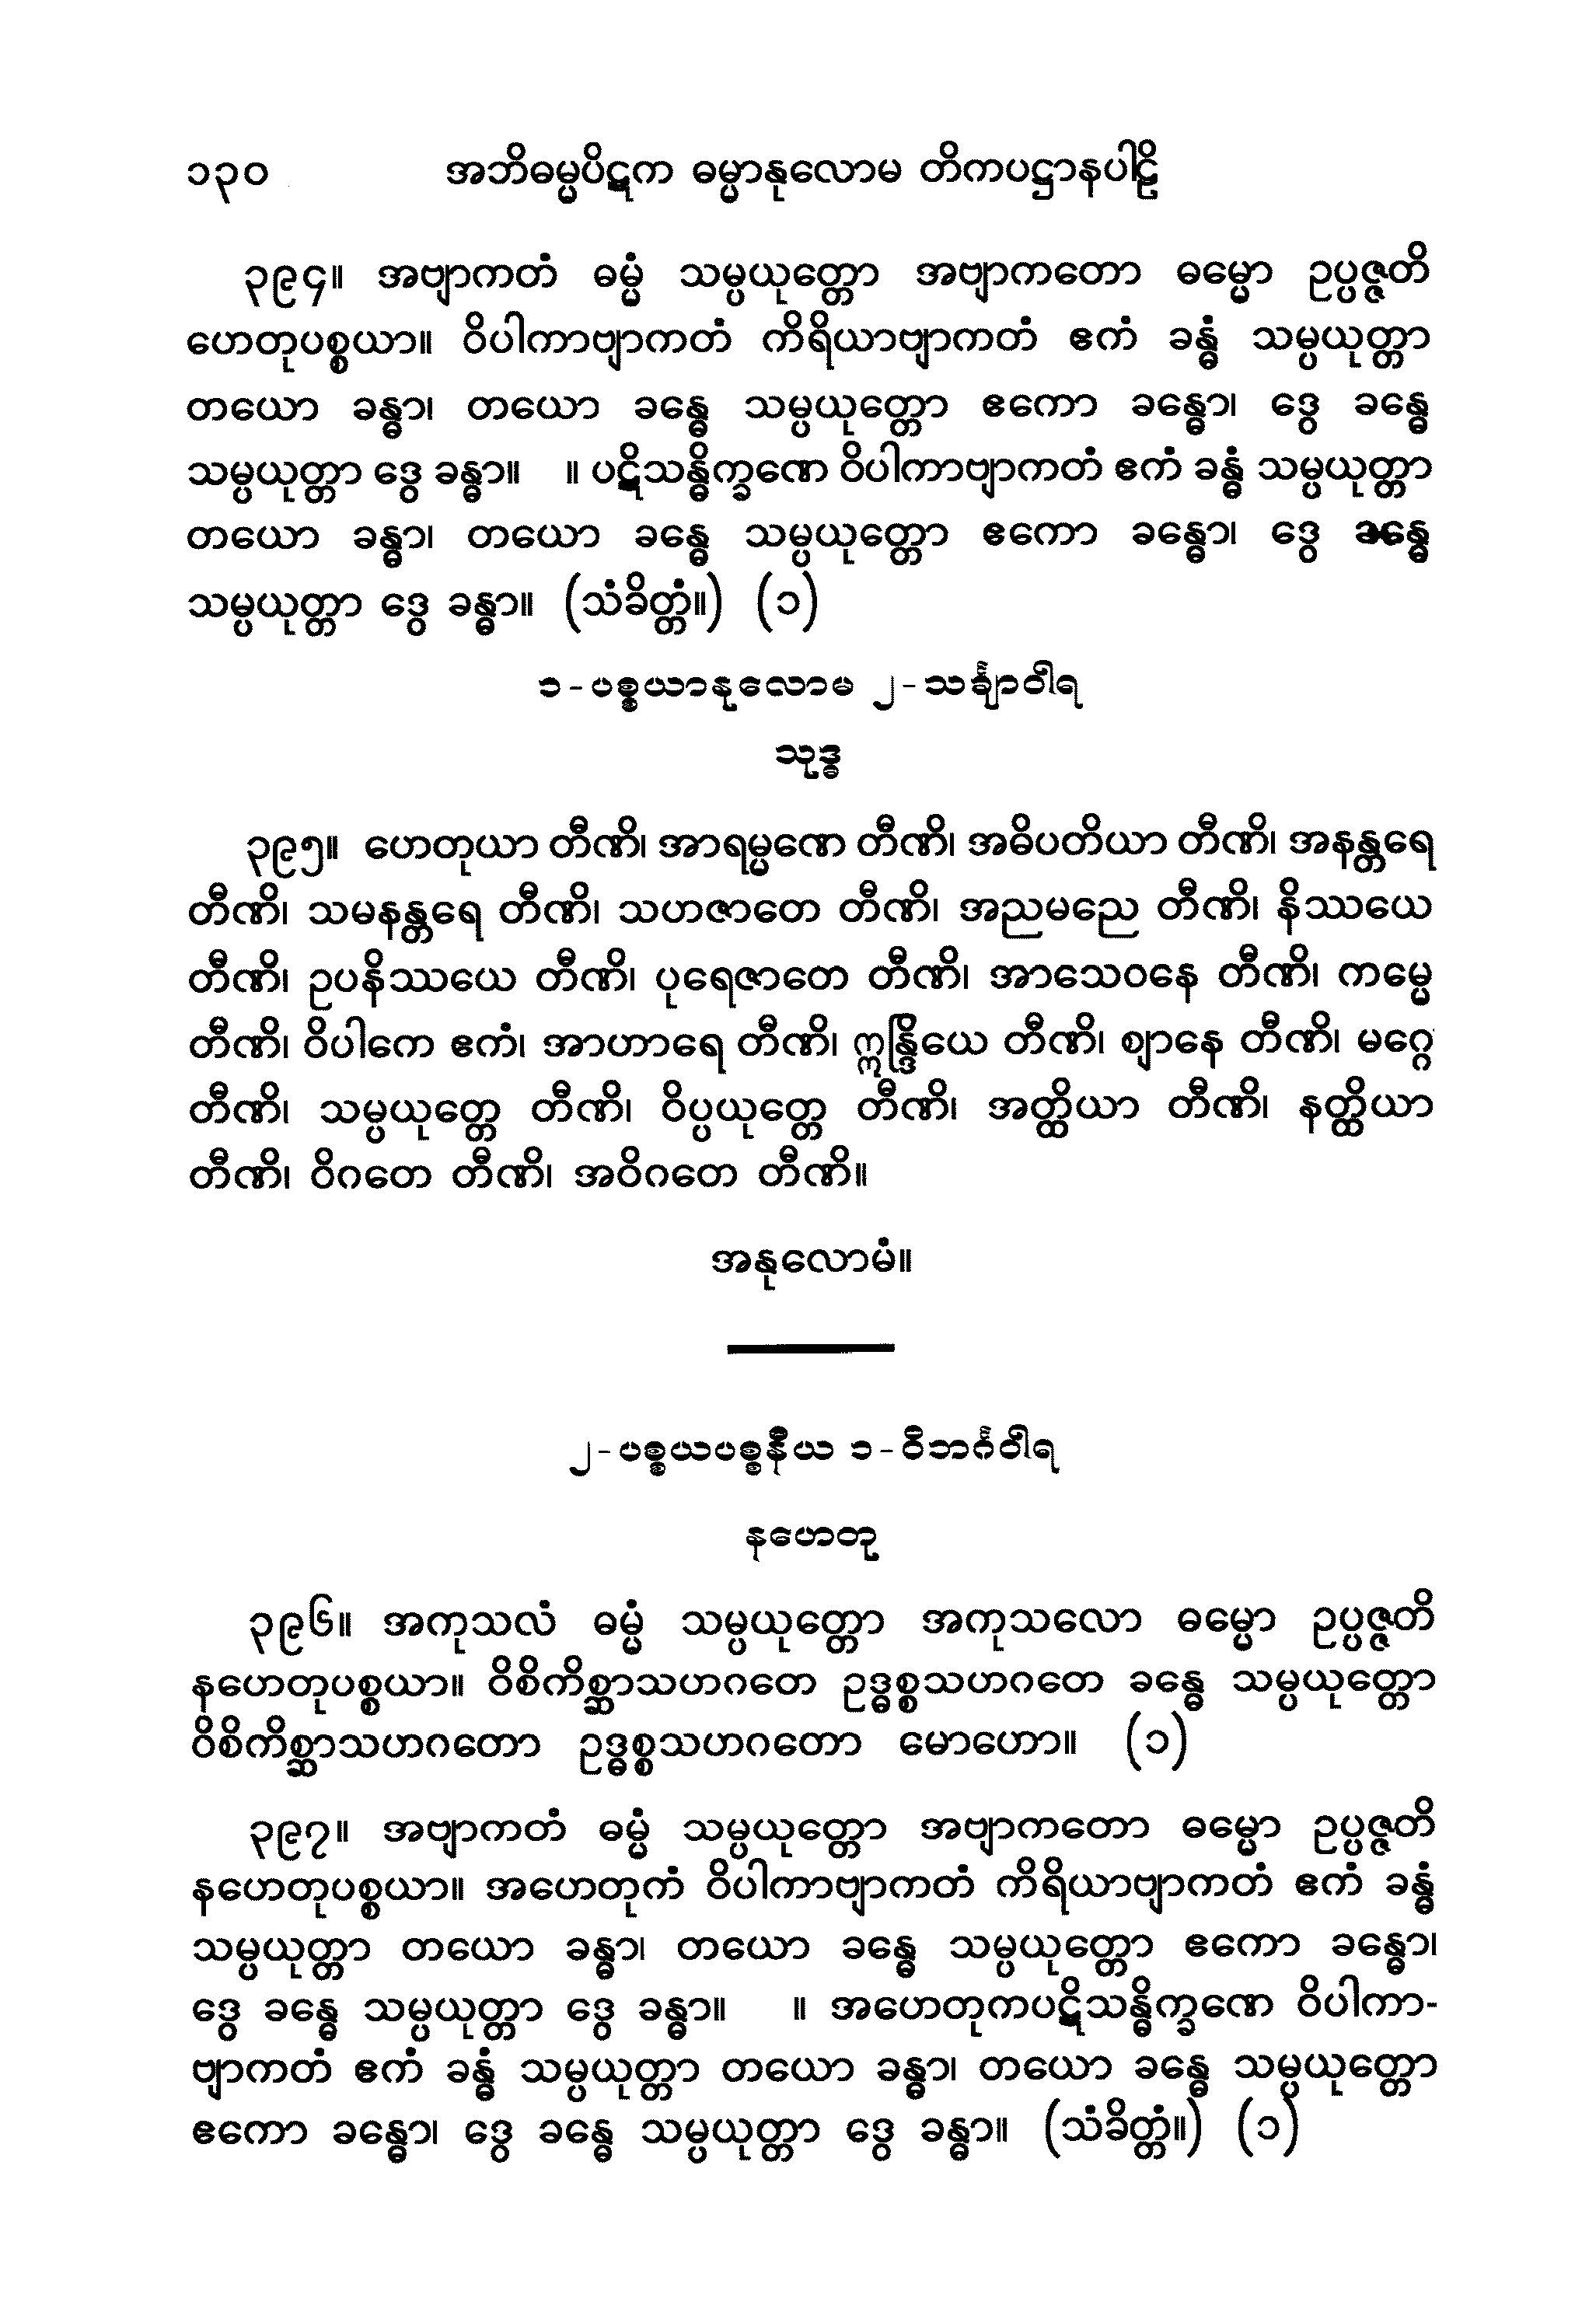 ၁၃၀ အဘိဓမ္မပိဋက ဓမ္မာနုလောမ တိကပဋ္ဌာနပါဠိ
၃၉၄။ အဗျာကတံ ဓမ္မံ သမ္ပယုတ္တော အဗျာကတော ဓမ္မော ဥပ္ပဇ္ဇတိ
ဟေတုပစ္စယာ။ ဝိပါကာဗျာကတံ ကိရိယာဗျာကတံ ဧကံ ခန္ဓံ သမ္ပယုတ္တာ
တယော ခန္ဓာ၊ တယော ခန္ဓေ သမ္ပယုတ္တော ဧကော ခန္ဓော၊ ဒွေ ခန္ဓေ
သမ္ပယုတ္တာ ဒွေ ခန္ဓာ။ ။ ပဋိသန္ဓိက္ခဏေ ဝိပါကာဗျာကတံ ဧကံ ခန္ဓံ သမ္ပယုတ္တာ
တယော ခန္ဓာ၊ တယော ခန္ဓေ သမ္ပယုတ္တော ဧကော ခန္ဓော၊ ဒွေ ခန္ဓေ
သမ္ပယုတ္တာ ဒွေ ခန္ဓာ။ (သံခိတ္တံ။) (၁)
၁-ပစ္စယာနုလောမ ၂-သင်္ချာဝါရ
သုဒ္ဓ
၃၉၅။ ဟေတုယာ တီဏိ၊ အာရမ္မဏေ တီဏိ၊ အဓိပတိယာ တီဏိ၊ အနန္တရေ
တီဏိ၊ သမနန္တရေ တီဏိ၊ သဟဇာတေ တီဏိ၊ အညမညေ တီဏိ၊ နိဿယေ
တီဏိ၊ ဥပနိဿယေ တီဏိ၊ ပုရေဇာတေ တီဏိ၊ အာသေဝနေ တီဏိ၊ ကမ္မေ
တီဏိ၊ ဝိပါကေ ဧကံ၊ အာဟာရေ တီဏိ၊ ဣန္ဒြိယေ တီဏိ၊ ဈာနေ တီဏိ၊ မဂ္ဂေ
တီဏိ၊ သမ္ပယုတ္တေ တီဏိ၊ ဝိပ္ပယုတ္တေ တီဏိ၊ အတ္ထိယာ တီဏိ၊ နတ္ထိယာ
တီဏိ၊ ဝိဂတေ တီဏိ၊ အဝိဂတေ တီဏိ။
အနုလောမံ။
၂-ပစ္စယပစ္စနီယ ၁-ဝိဘင်္ဂဝါရ
နဟေတု
၃၉၆။ အကုသလံ ဓမ္မံ သမ္ပယုတ္တော အကုသလော ဓမ္မော ဥပ္ပဇ္ဇတိ
နဟေတုပစ္စယာ။ ဝိစိကိစ္ဆာသဟဂတေ ဥဒ္ဓစ္စသဟဂတေ ခန္ဓေ သမ္ပယုတ္တော
ဝိစိကိစ္ဆာသဟဂတော ဥဒ္ဓစ္စသဟဂတော မောဟော။ (၁)
၃၉၇။ အဗျာကတံ ဓမ္မံ သမ္ပယုတ္တော အဗျာကတော ဓမ္မော ဥပ္ပဇ္ဇတိ
နဟေတုပစ္စယာ။ အဟေတုကံ ဝိပါကာဗျာကတံ ကိရိယာဗျာကတံ ဧကံ ခန္ဓံ
သမ္ပယုတ္တာ တယော ခန္ဓာ၊ တယော ခန္ဓေ သမ္ပယုတ္တော ဧကော ခန္ဓော၊
ဒွေ ခန္ဓေ သမ္ပယုတ္တာ ဒွေ ခန္ဓာ။ ။ အဟေတုကပဋိသန္ဓိက္ခဏေ ဝိပါကာ-
ဗျာကတံ ဧကံ ခန္ဓံ သမ္ပယုတ္တာ တယော ခန္ဓာ၊ တယော ခန္ဓေ သမ္ပယုတ္တော
ဧကော ခန္ဓော၊ ဒွေ ခန္ဓေ သမ္ပယုတ္တာ ဒွေ ခန္ဓာ။ (သံခိတ္တံ။) (၁)